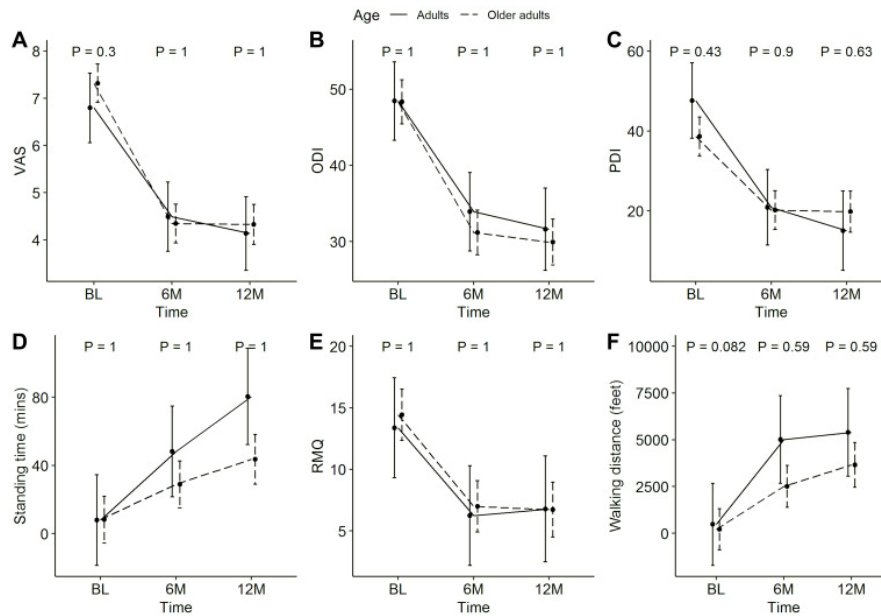 Age Adults Older adults
A
P = 0.3 P = 1 P = 1
8
7
6
5
4
VAS
BL 6M 12M
Time
B
P = 1 P = 1 P = 1
50
40
30
ODI
BL 6M 12M
Time
C
P = 0.43 P = 0.9 P = 0.63
60
40
20
PDI
BL 6M 12M
Time
D
P = 1 P = 1 P = 1
80
40
0
Standing time (mins)
BL 6M 12M
Time
E
P = 1 P = 1 P = 1
20
15
10
5
RMQ
BL 6M 12M
Time
F
P = 0.082 P = 0.59 P = 0.59
10000
7500
5000
2500
0
Walking distance (feet)
BL 6M 12M
Time